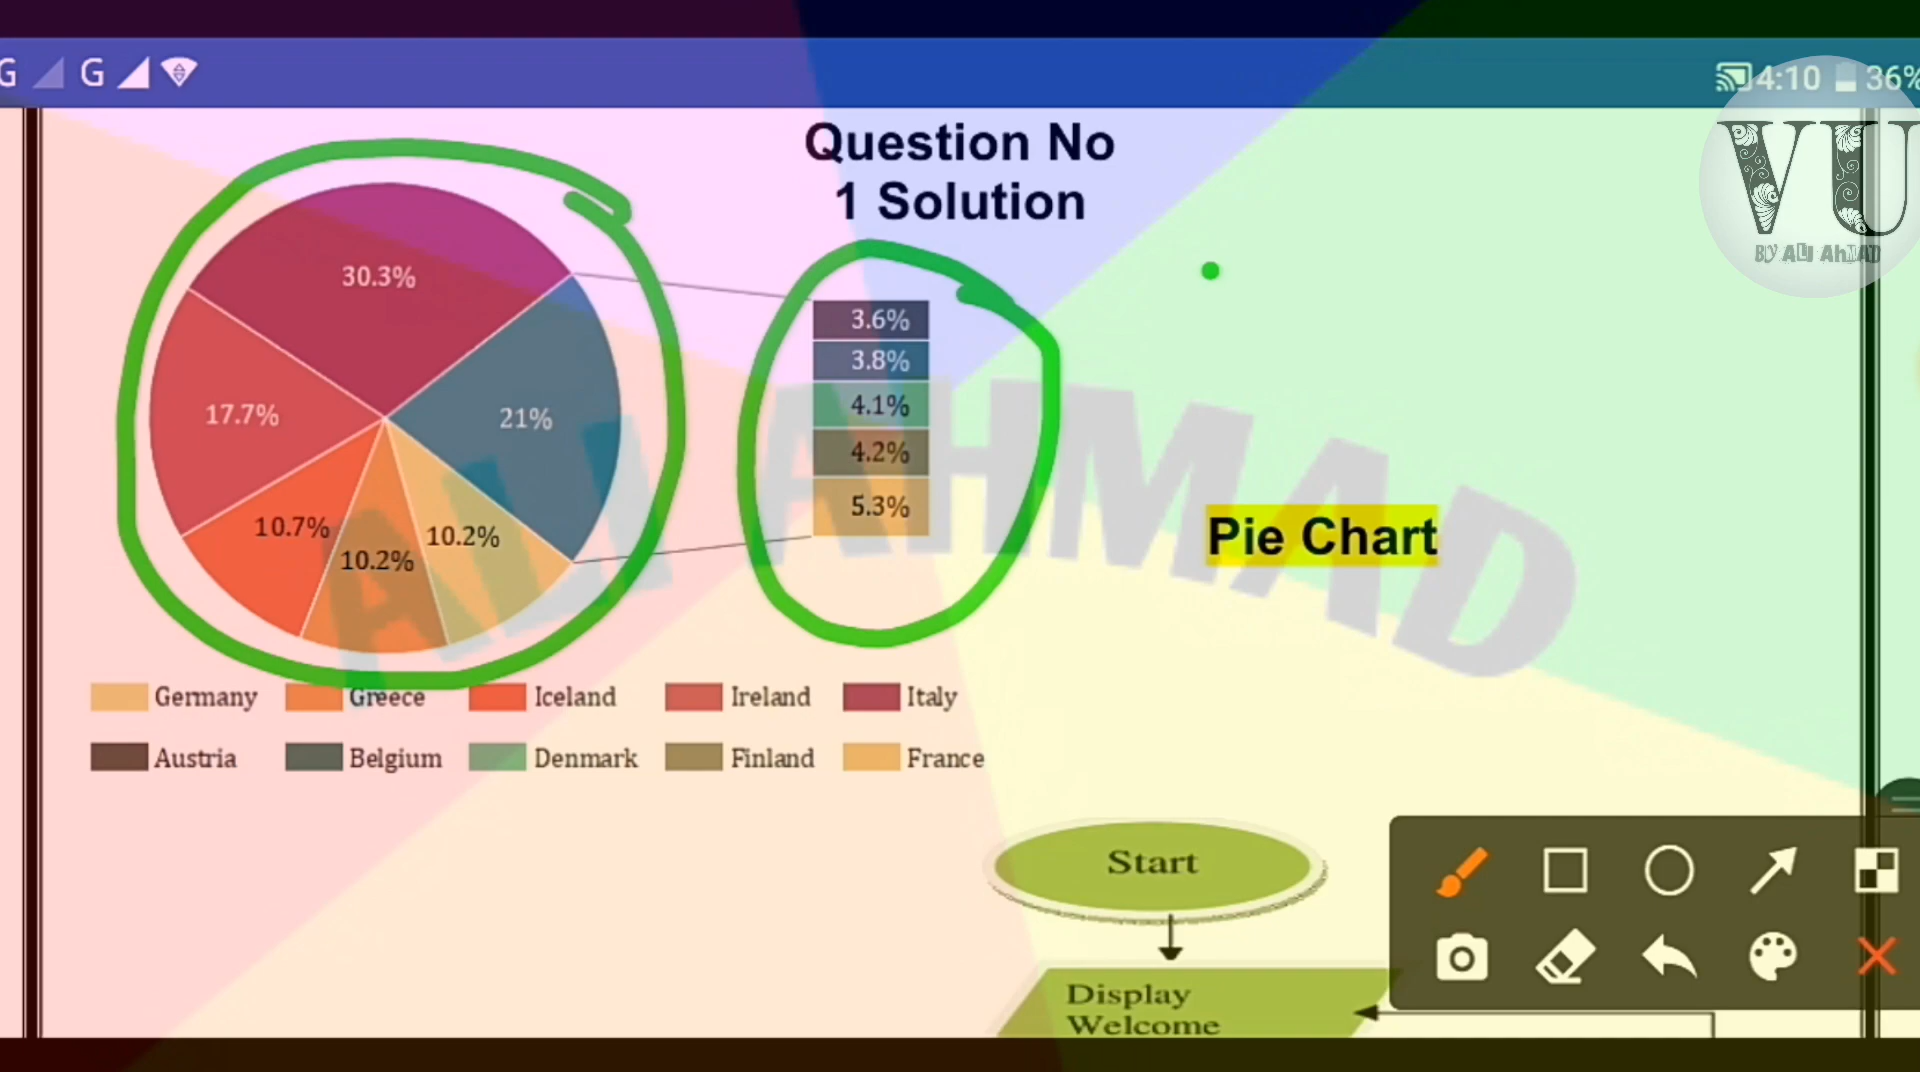 G G 4:10 36%
VU
BY ALI AhMAD
Question No
1 Solution
30.3%
17.7%
21%
10.7%
10.2%
10.2%
3.6%
3.8%
4.1%
4.2%
5.3%
ALI AHMAD
Pie Chart
Germany Greece Iceland Ireland Italy
Austria Belgium Denmark Finland France
Start
Display
Welcome